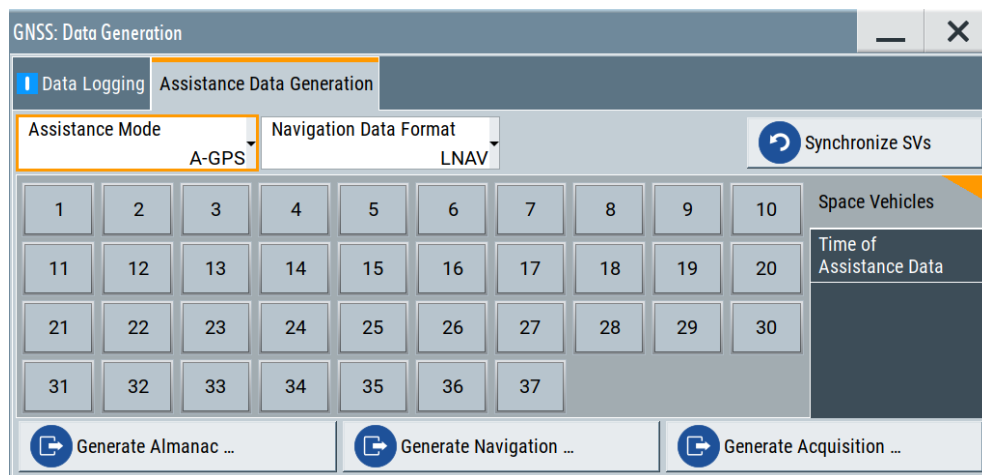 GNSS: Data Generation
Data Logging Assistance Data Generation
Assistance Mode Navigation Data Format
A-GPS LNAV Synchronize SVs
1 2 3 4 5 6 7 8 9 10 Space Vehicles
Time of
11 12 13 14 15 16 17 18 19 20 Assistance Data
21 22 23 24 25 26 27 28 29 30
31 32 33 34 35 36 37
Generate Almanac ... Generate Navigation ... Generate Acquisition ...